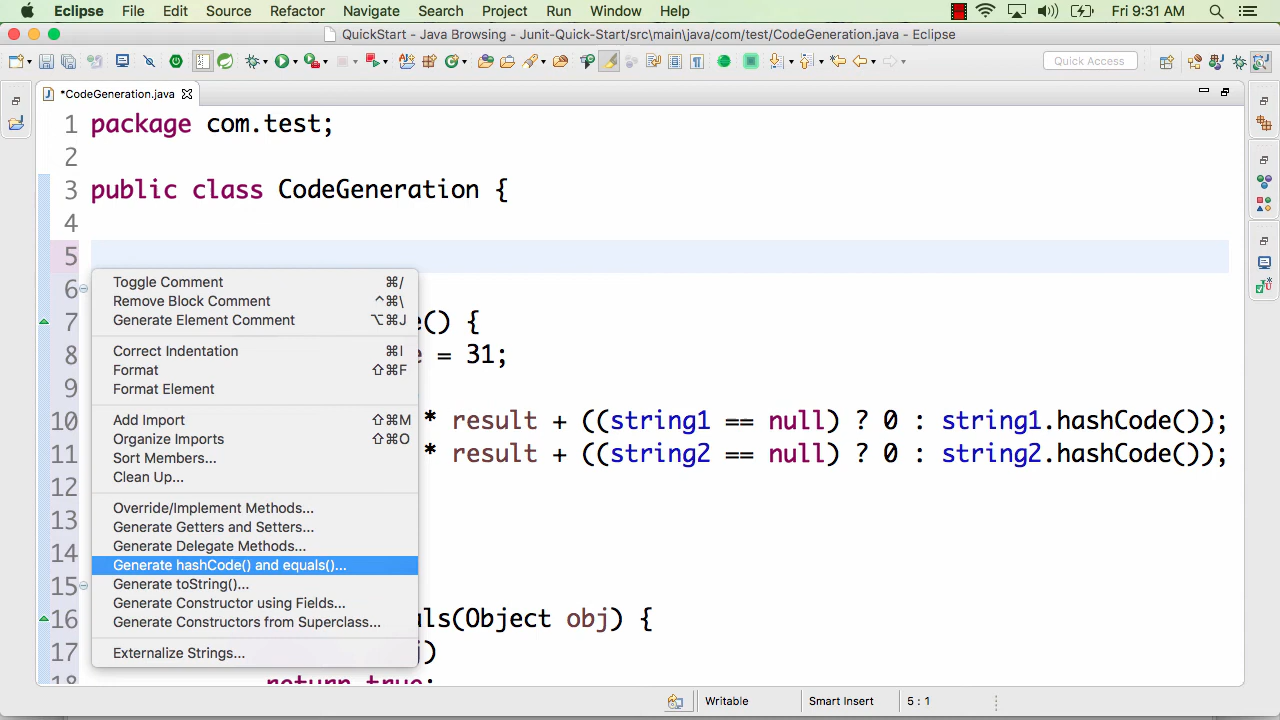 Eclipse File Edit Source Refactor Navigate Search Project Run Window Help Fri 9:31 AM
QuickStart - Java Browsing - Junit-Quick-Start/src\main\java/com/test/CodeGeneration.java - Eclipse
Quick Access
*CodeGeneration.java
1 package com.test;
2
3 public class CodeGeneration {
4
5
6
7 e() {
8 e = 31;
9
10 * result + ((string1 == null) ? 0 : string1.hashCode());
11 * result + ((string2 == null) ? 0 : string2.hashCode());
12
13
14
15
16 als(Object obj) {
17 j)
18 return true;
Toggle Comment ⌘/
Remove Block Comment ^⌘\
Generate Element Comment ⌥⌘J
Correct Indentation ⌘I
Format ⇧⌘F
Format Element
Add Import ⇧⌘M
Organize Imports ⇧⌘O
Sort Members...
Clean Up...
Override/Implement Methods...
Generate Getters and Setters...
Generate Delegate Methods...
Generate hashCode() and equals()...
Generate toString()...
Generate Constructor using Fields...
Generate Constructors from Superclass...
Externalize Strings...
Writable Smart Insert 5 : 1